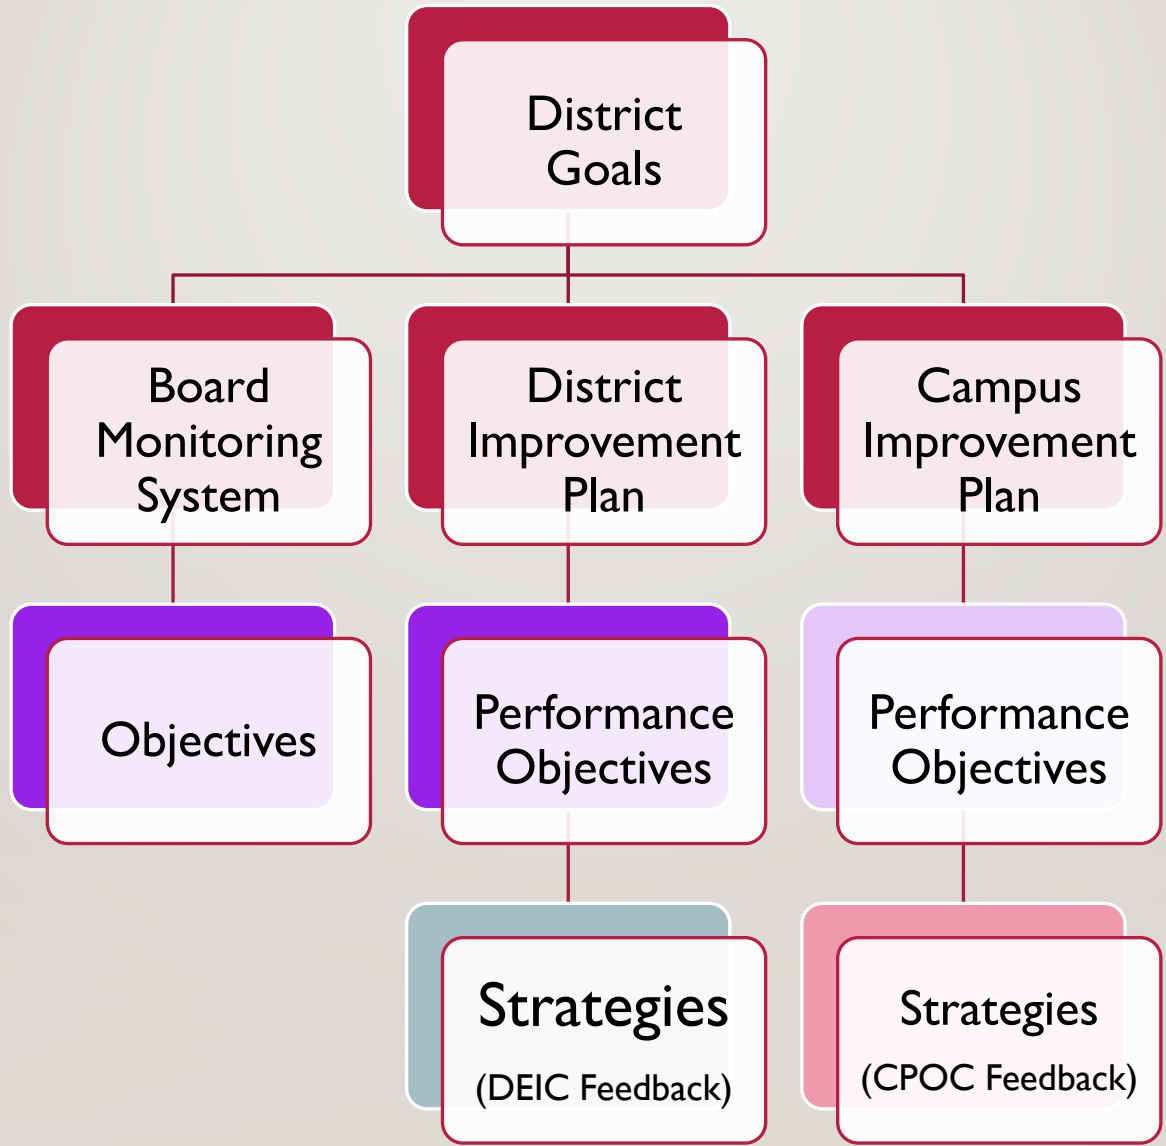 District
Goals
Board
Monitoring
System
District
Improvement
Plan
Campus
Improvement
Plan
Objectives
Performance
Objectives
Performance
Objectives
Strategies
(DEIC Feedback)
Strategies
(CPOC Feedback)